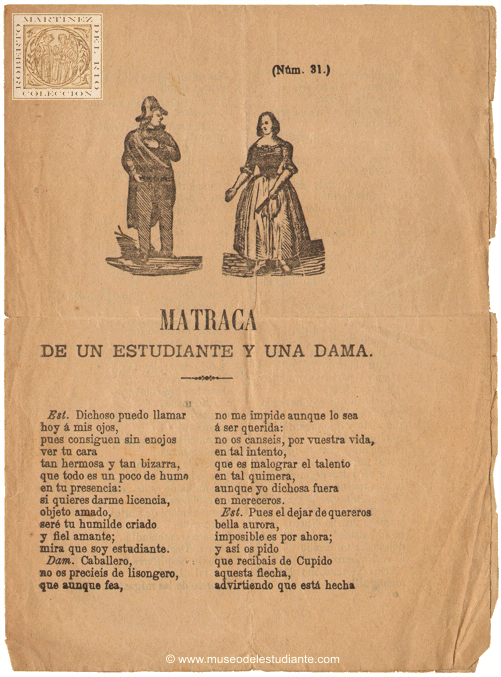 ROBERTO
MARTINEZ
DEL RIO
COLECCION
(Núm. 31.)
MATRACA
DE UN ESTUDIANTE Y UNA DAMA.
Est. Dichoso puedo llamar
hoy á mis ojos,
pues consiguen sin enojos
ver tu cara
tan hermosa y tan bizarra,
que todo es un poco de humo
en tu presencia:
si quieres darme licencia,
objeto amado,
seré tu humilde criado
y fiel amante;
mira que soy estudiante.
Dam. Caballero,
no os precieis de lisongero,
que aunque fea,
no me impide aunque lo sea
á ser querida:
no os canseis, por vuestra vida,
en tal intento,
que es malograr el talento
en tal quimera,
aunque yo dichosa fuera
en mereceros.
Est. Pues el dejar de quereros
bella aurora,
imposible es por ahora;
y así os pido
que recibais de Cupido
aquesta flecha,
advirtiendo que está hecha
© www.museodelestudiante.com